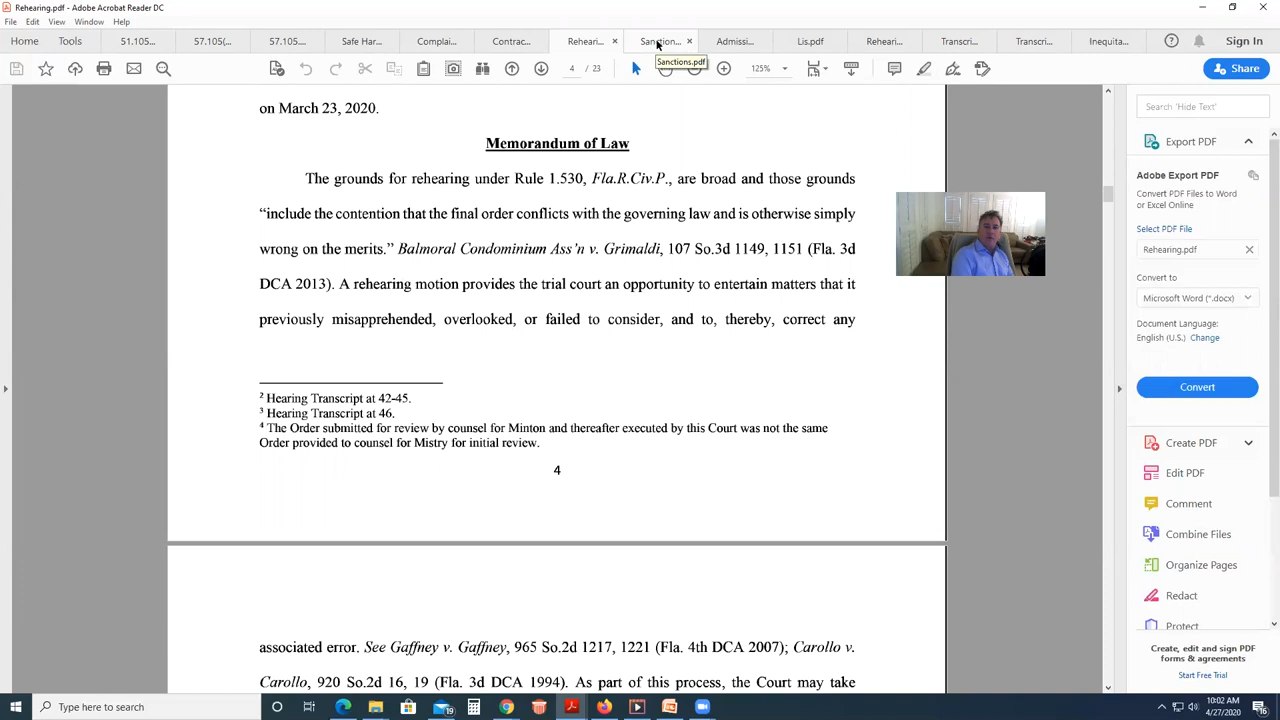 Rehearing.pdf - Adobe Acrobat Reader DC
File Edit View Window Help
Home Tools 51.105... 57.105(... 57.105... Safe Har... Complai... Contrac... Reheari... × Sanction... × Admissi... Lis.pdf Reheari... Transcri... Transcri... Inequita... Sign In
4 / 23 125% Share
Sanctions.pdf
on March 23, 2020.
Memorandum of Law
The grounds for rehearing under Rule 1.530, Fla.R.Civ.P., are broad and those grounds
“include the contention that the final order conflicts with the governing law and is otherwise simply
wrong on the merits.” Balmoral Condominium Ass’n v. Grimaldi, 107 So.3d 1149, 1151 (Fla. 3d
DCA 2013). A rehearing motion provides the trial court an opportunity to entertain matters that it
previously misapprehended, overlooked, or failed to consider, and to, thereby, correct any
2 Hearing Transcript at 42-45.
3 Hearing Transcript at 46.
4 The Order submitted for review by counsel for Minton and thereafter executed by this Court was not the same
Order provided to counsel for Mistry for initial review.
4
associated error. See Gaffney v. Gaffney, 965 So.2d 1217, 1221 (Fla. 4th DCA 2007); Carollo v.
Carollo, 920 So.2d 16, 19 (Fla. 3d DCA 1994). As part of this process, the Court may take
Search 'Hide Text'
Export PDF
Adobe Export PDF
Convert PDF Files to Word
or Excel Online
Select PDF File
Rehearing.pdf
Convert to
Microsoft Word (*.docx)
Document Language:
English (U.S.) Change
Convert
Create PDF
Edit PDF
Comment
Combine Files
Organize Pages
Redact
Protect
Create, edit and sign PDF
forms & agreements
Start Free Trial
Type here to search
10:02 AM
4/27/2020